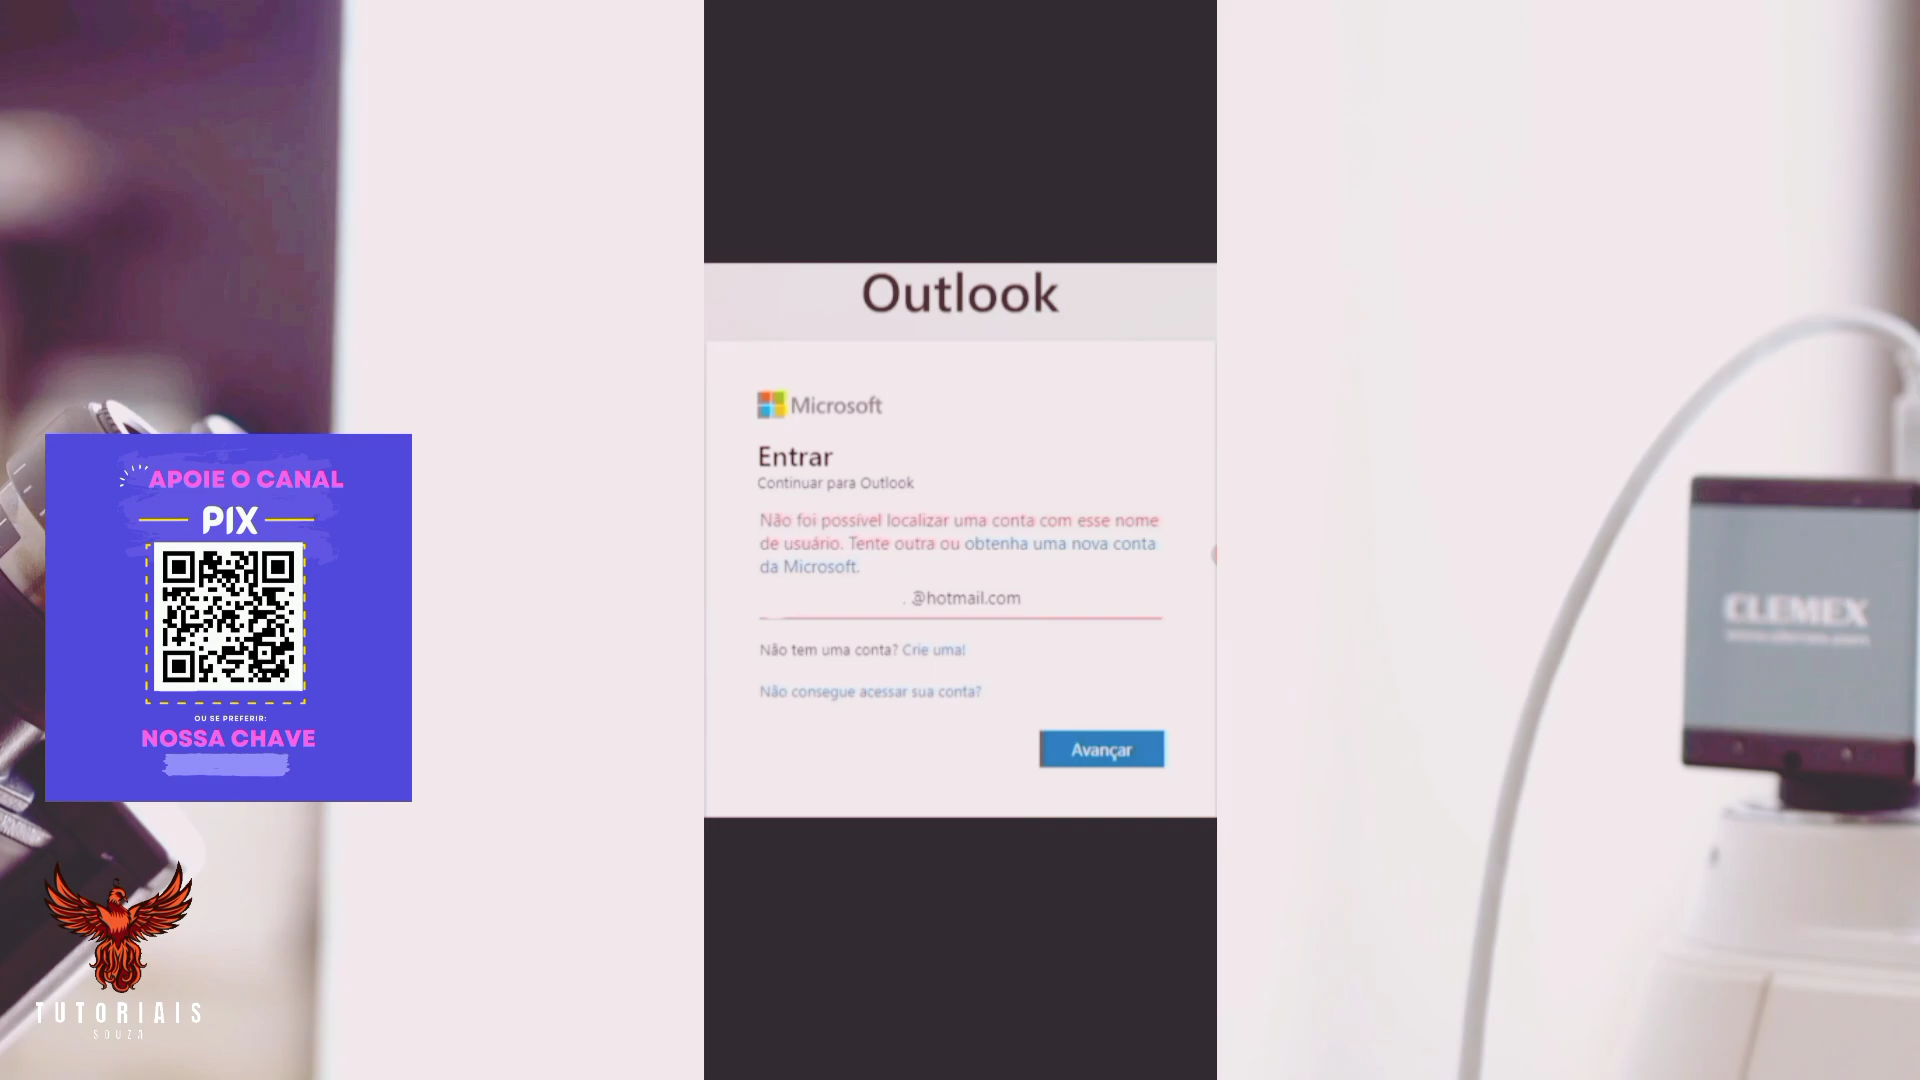 Outlook
Microsoft
Entrar
Continuar para Outlook
Não foi possível localizar uma conta com esse nome
de usuário. Tente outra ou obtenha uma nova conta
da Microsoft.
. @hotmail.com
Não tem uma conta? Crie uma!
Não consegue acessar sua conta?
Avançar
APOIE O CANAL
PIX
OU SE PREFERIR:
NOSSA CHAVE
CLEMEX
TUTORIAIS
SOUZA